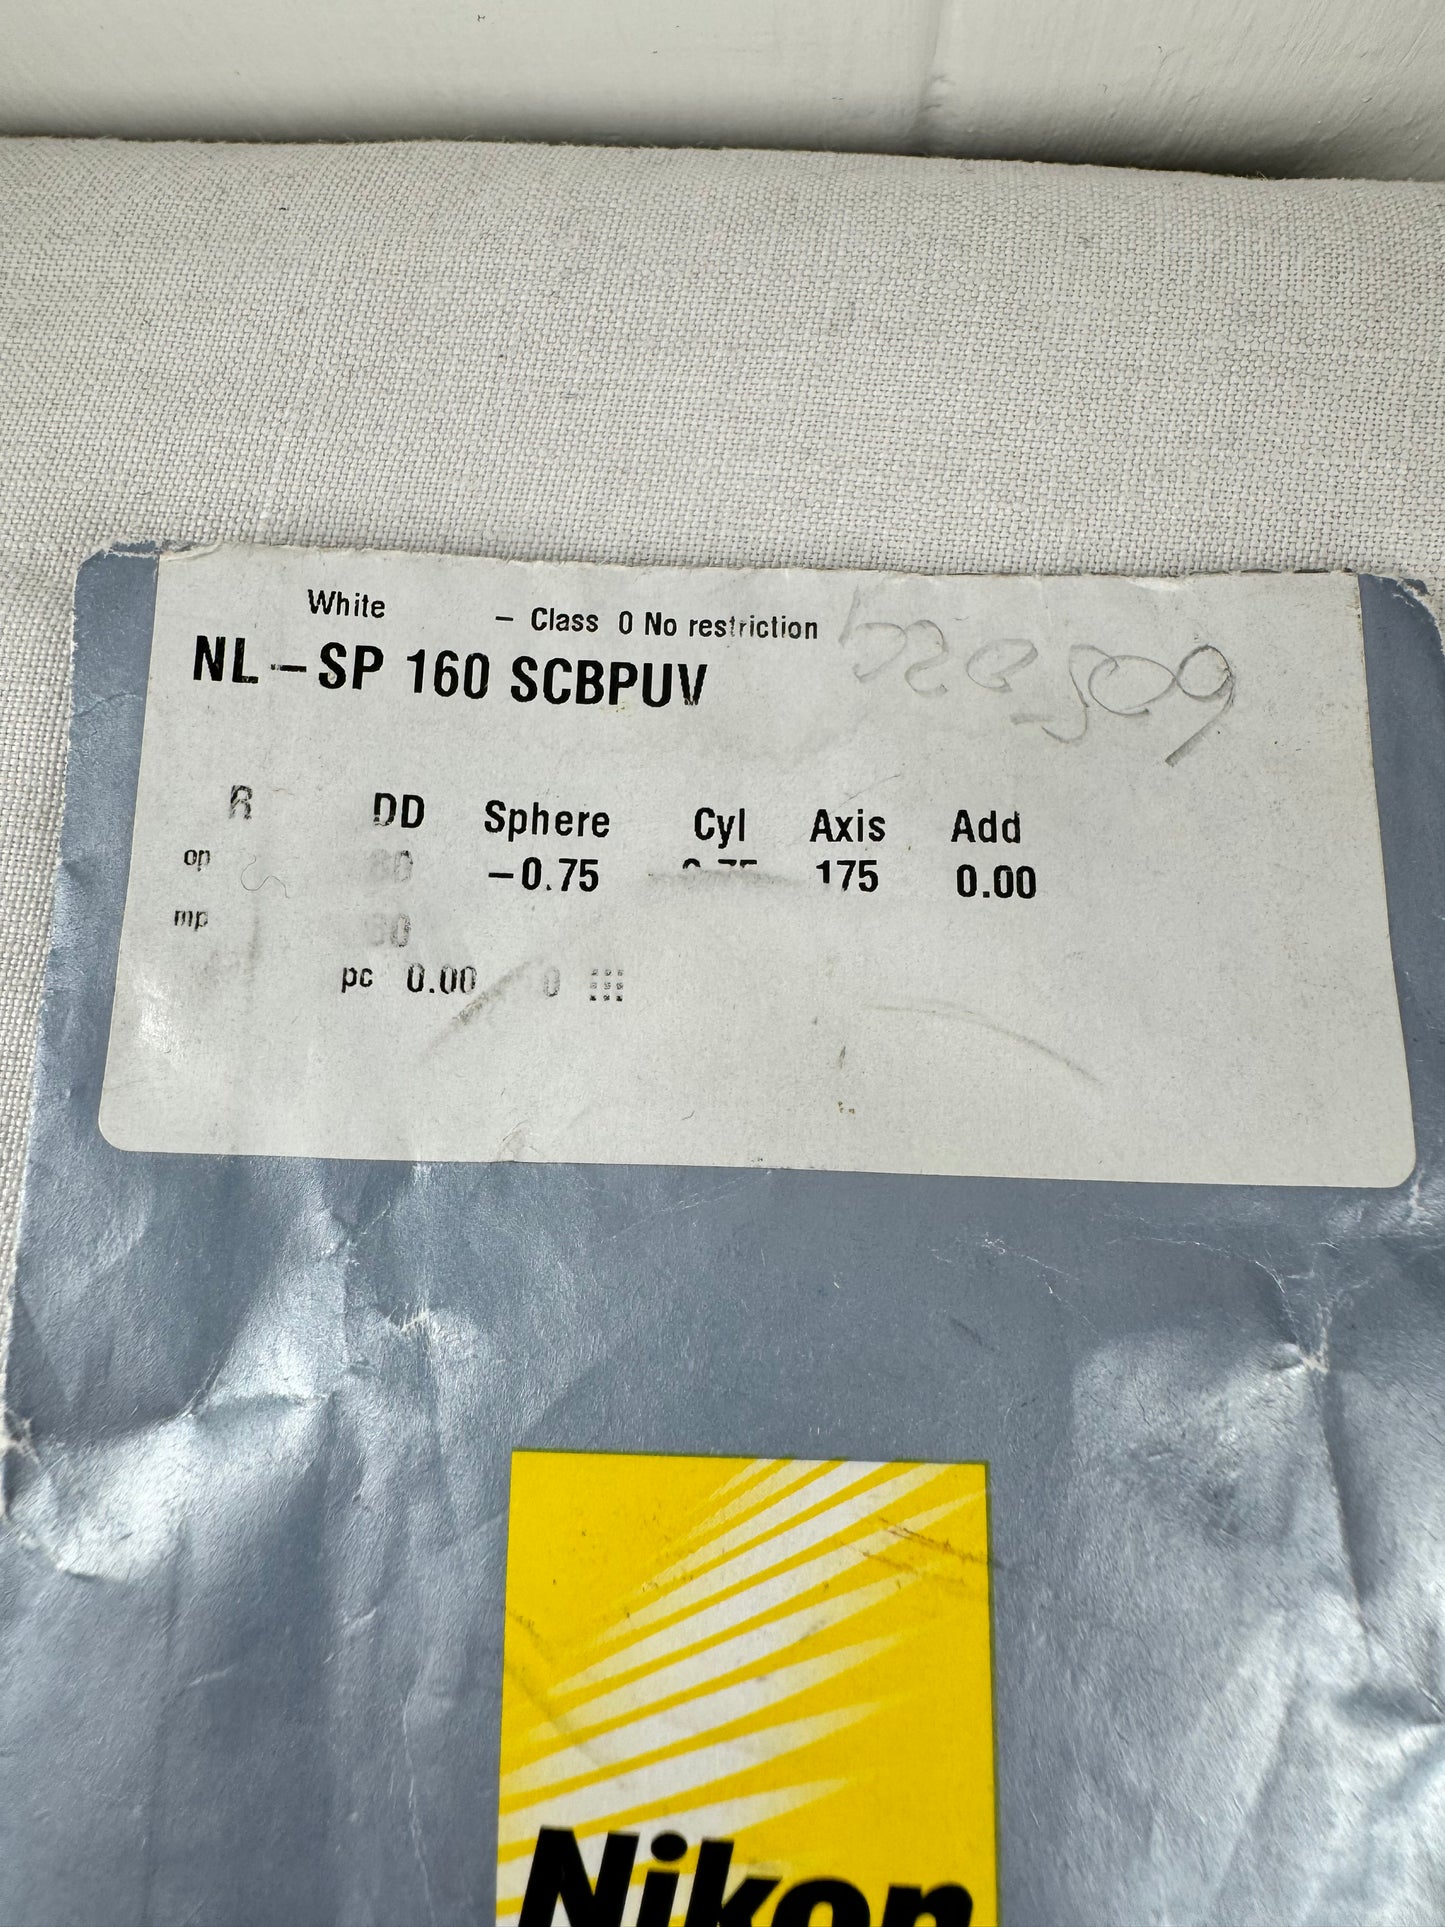 White – Class 0 No restriction
NL–SP 160 SCBPUV
R DD Sphere Cyl Axis Add
op –0.75 175 0.00
mp
pc 0.00 0
Nikon